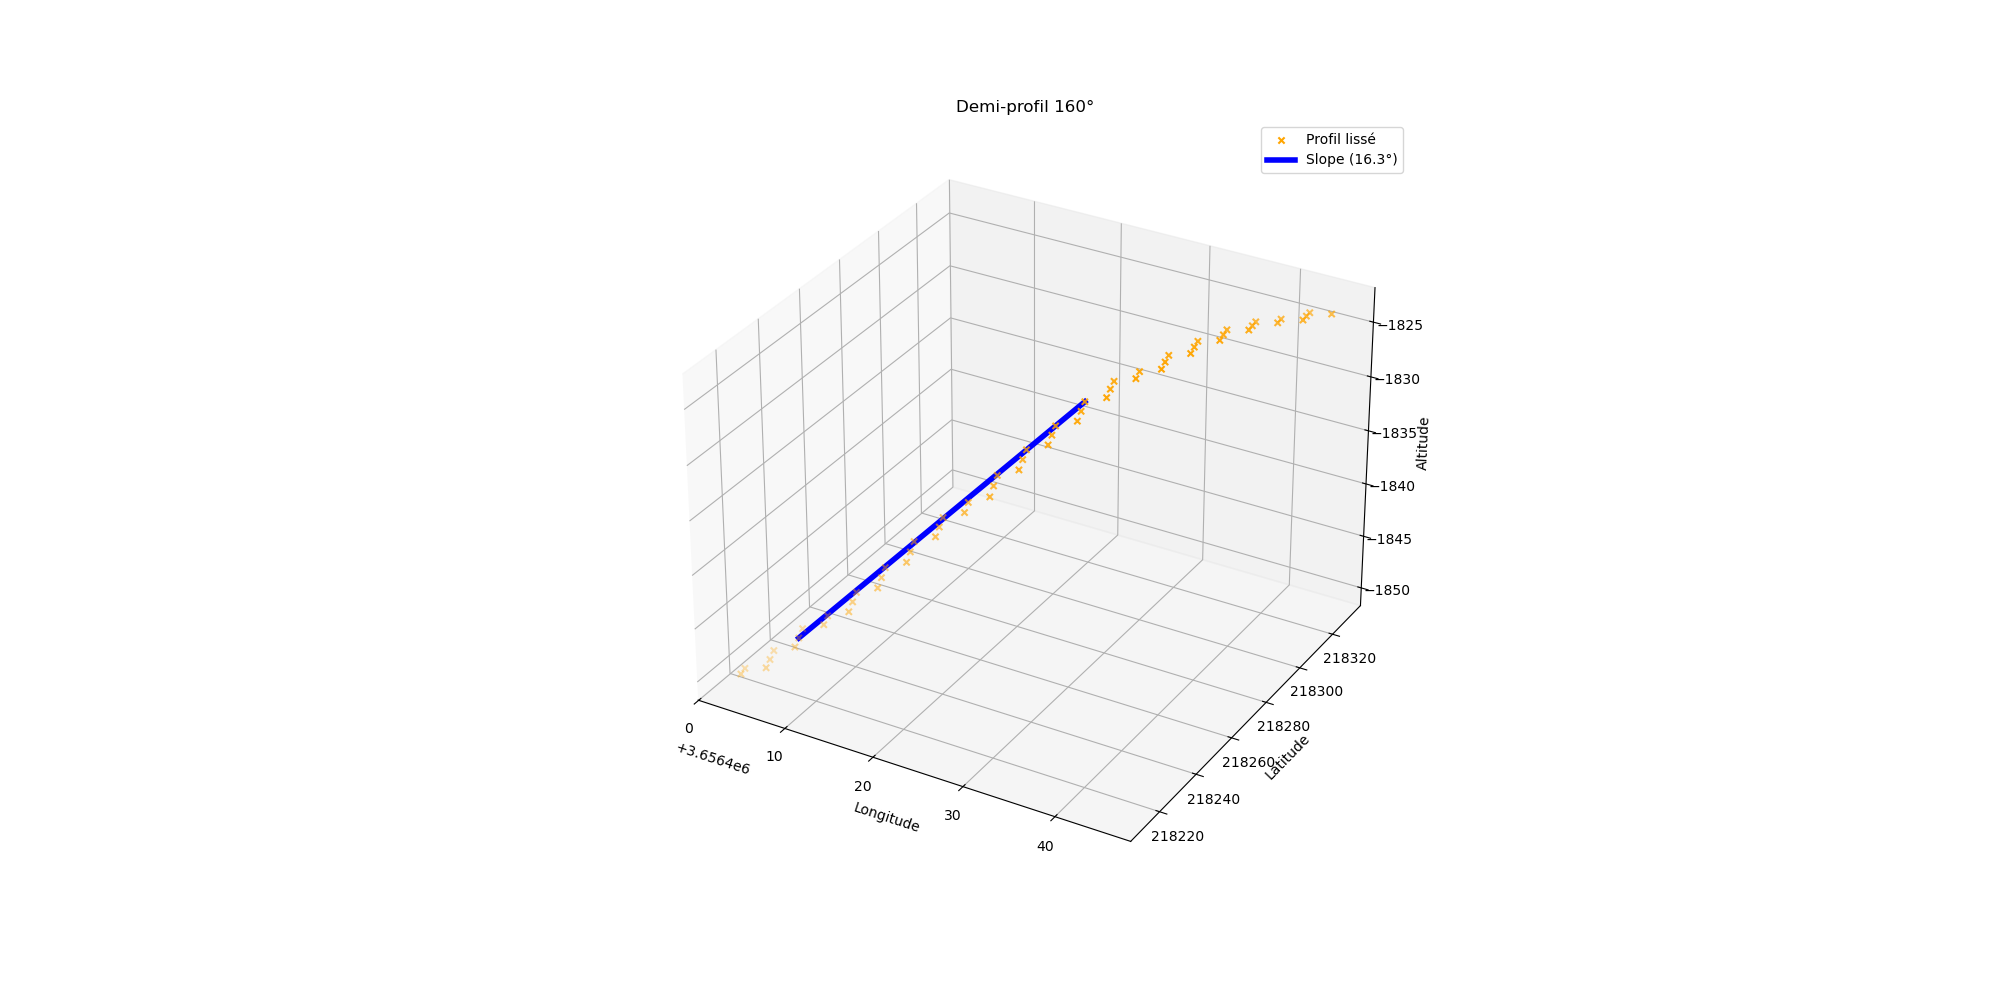 Demi-profil 160°
Profil lissé
Slope (16.3°)
−1825
−1830
−1835
−1840
−1845
−1850
Altitude
218320
218300
218280
218260
218240
218220
Latitude
0
10
20
30
40
+3.6564e6
Longitude